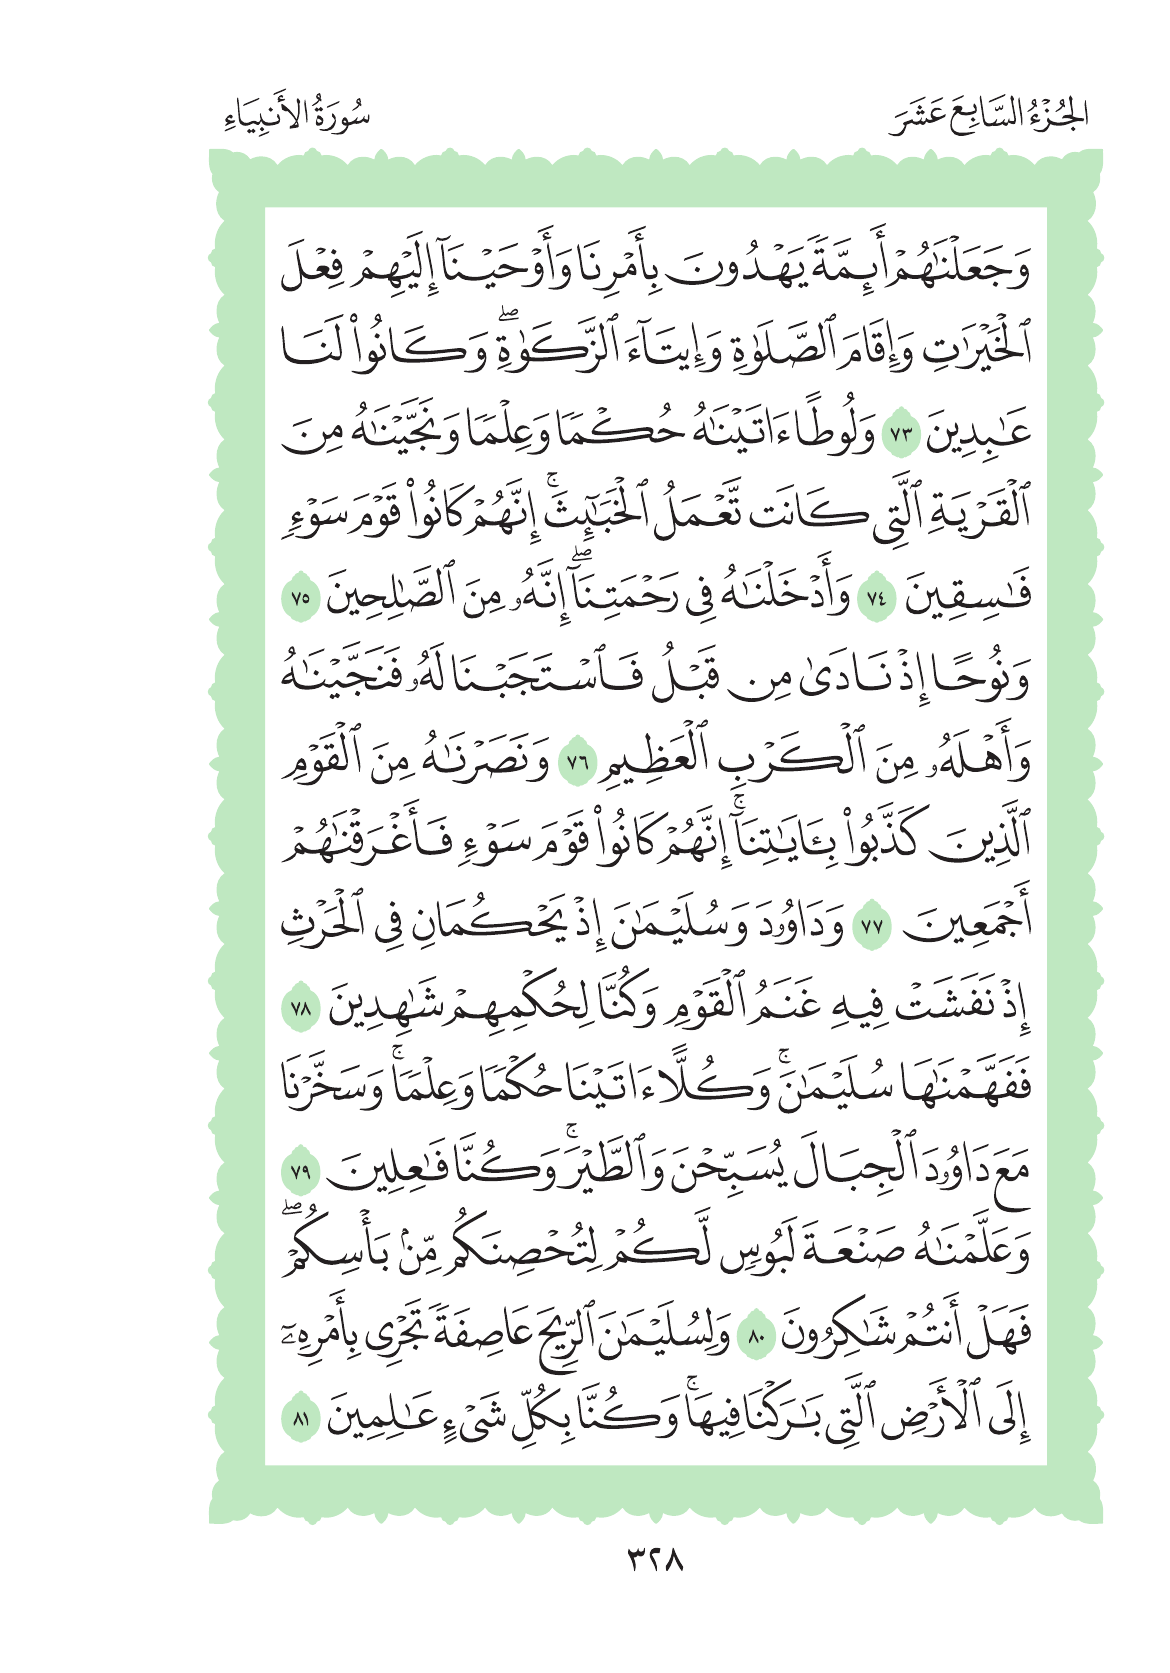 الجُزْءُ السَّابِعَ عَشَرَ
سُورَةُ الأَنبِيَاءِ
وَجَعَلْنَٰهُمْ أَئِمَّةً يَهْدُونَ بِأَمْرِنَا وَأَوْحَيْنَآ إِلَيْهِمْ فِعْلَ
ٱلْخَيْرَٰتِ وَإِقَامَ ٱلصَّلَوٰةِ وَإِيتَآءَ ٱلزَّكَوٰةِۖ وَكَانُوا۟ لَنَا
عَٰبِدِينَ ٧٣ وَلُوطًا ءَاتَيْنَٰهُ حُكْمًا وَعِلْمًا وَنَجَّيْنَٰهُ مِنَ
ٱلْقَرْيَةِ ٱلَّتِى كَانَت تَّعْمَلُ ٱلْخَبَٰٓئِثَۚ إِنَّهُمْ كَانُوا۟ قَوْمَ سَوْءٍ
فَٰسِقِينَ ٧٤ وَأَدْخَلْنَٰهُ فِى رَحْمَتِنَآۖ إِنَّهُۥ مِنَ ٱلصَّٰلِحِينَ ٧٥
وَنُوحًا إِذْ نَادَىٰ مِن قَبْلُ فَٱسْتَجَبْنَا لَهُۥ فَنَجَّيْنَٰهُ
وَأَهْلَهُۥ مِنَ ٱلْكَرْبِ ٱلْعَظِيمِ ٧٦ وَنَصَرْنَٰهُ مِنَ ٱلْقَوْمِ
ٱلَّذِينَ كَذَّبُوا۟ بِـَٔايَٰتِنَآۚ إِنَّهُمْ كَانُوا۟ قَوْمَ سَوْءٍ فَأَغْرَقْنَٰهُمْ
أَجْمَعِينَ ٧٧ وَدَاوُۥدَ وَسُلَيْمَٰنَ إِذْ يَحْكُمَانِ فِى ٱلْحَرْثِ
إِذْ نَفَشَتْ فِيهِ غَنَمُ ٱلْقَوْمِ وَكُنَّا لِحُكْمِهِمْ شَٰهِدِينَ ٧٨
فَفَهَّمْنَٰهَا سُلَيْمَٰنَۚ وَكُلًّا ءَاتَيْنَا حُكْمًا وَعِلْمًاۚ وَسَخَّرْنَا
مَعَ دَاوُۥدَ ٱلْجِبَالَ يُسَبِّحْنَ وَٱلطَّيْرَۚ وَكُنَّا فَٰعِلِينَ ٧٩
وَعَلَّمْنَٰهُ صَنْعَةَ لَبُوسٍ لَّكُمْ لِتُحْصِنَكُم مِّنۢ بَأْسِكُمْۖ
فَهَلْ أَنتُمْ شَٰكِرُونَ ٨٠ وَلِسُلَيْمَٰنَ ٱلرِّيحَ عَاصِفَةً تَجْرِى بِأَمْرِهِۦٓ
إِلَى ٱلْأَرْضِ ٱلَّتِى بَٰرَكْنَا فِيهَاۚ وَكُنَّا بِكُلِّ شَىْءٍ عَٰلِمِينَ ٨١
٣٢٨